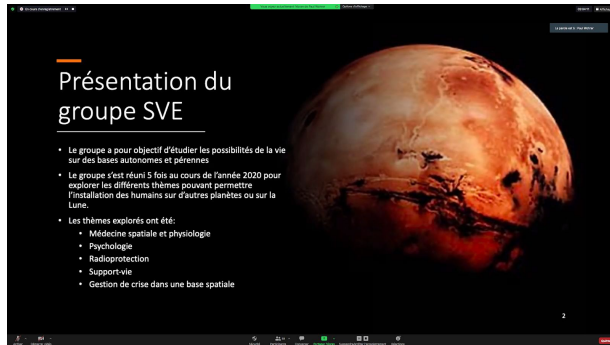 En cours d'enregistrement
Présentation du
groupe SVE
• Le groupe a pour objectif d'étudier les possibilités de la vie
sur des bases autonomes et pérennes
• Le groupe s'est réuni 5 fois au cours de l'année 2020 pour
explorer les différents thèmes pouvant permettre
l'installation des humains sur d'autres planètes ou sur la
Lune.
• Les thèmes explorés ont été:
• Médecine spatiale et physiologie
• Psychologie
• Radioprotection
• Support-vie
• Gestion de crise dans une base spatiale
2